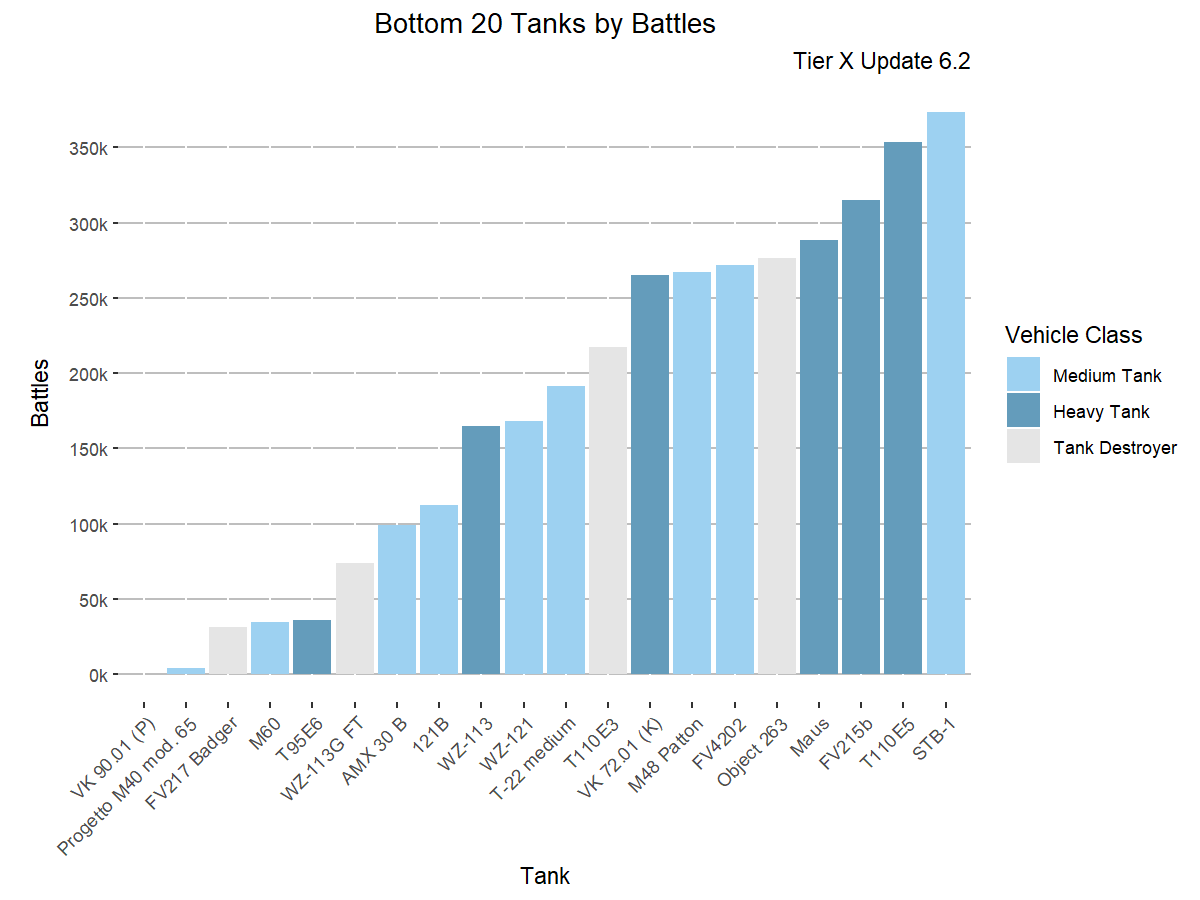 Bottom 20 Tanks by Battles
Tier X Update 6.2
350k
300k
250k
200k
150k
100k
50k
0k
Battles
VK 90.01 (P)
Progetto M40 mod. 65
FV217 Badger
M60
T95E6
WZ-113G FT
AMX 30 B
121B
WZ-113
WZ-121
T-22 medium
T110E3
VK 72.01 (K)
M48 Patton
FV4202
Object 263
Maus
FV215b
T110E5
STB-1
Tank
Vehicle Class
Medium Tank
Heavy Tank
Tank Destroyer